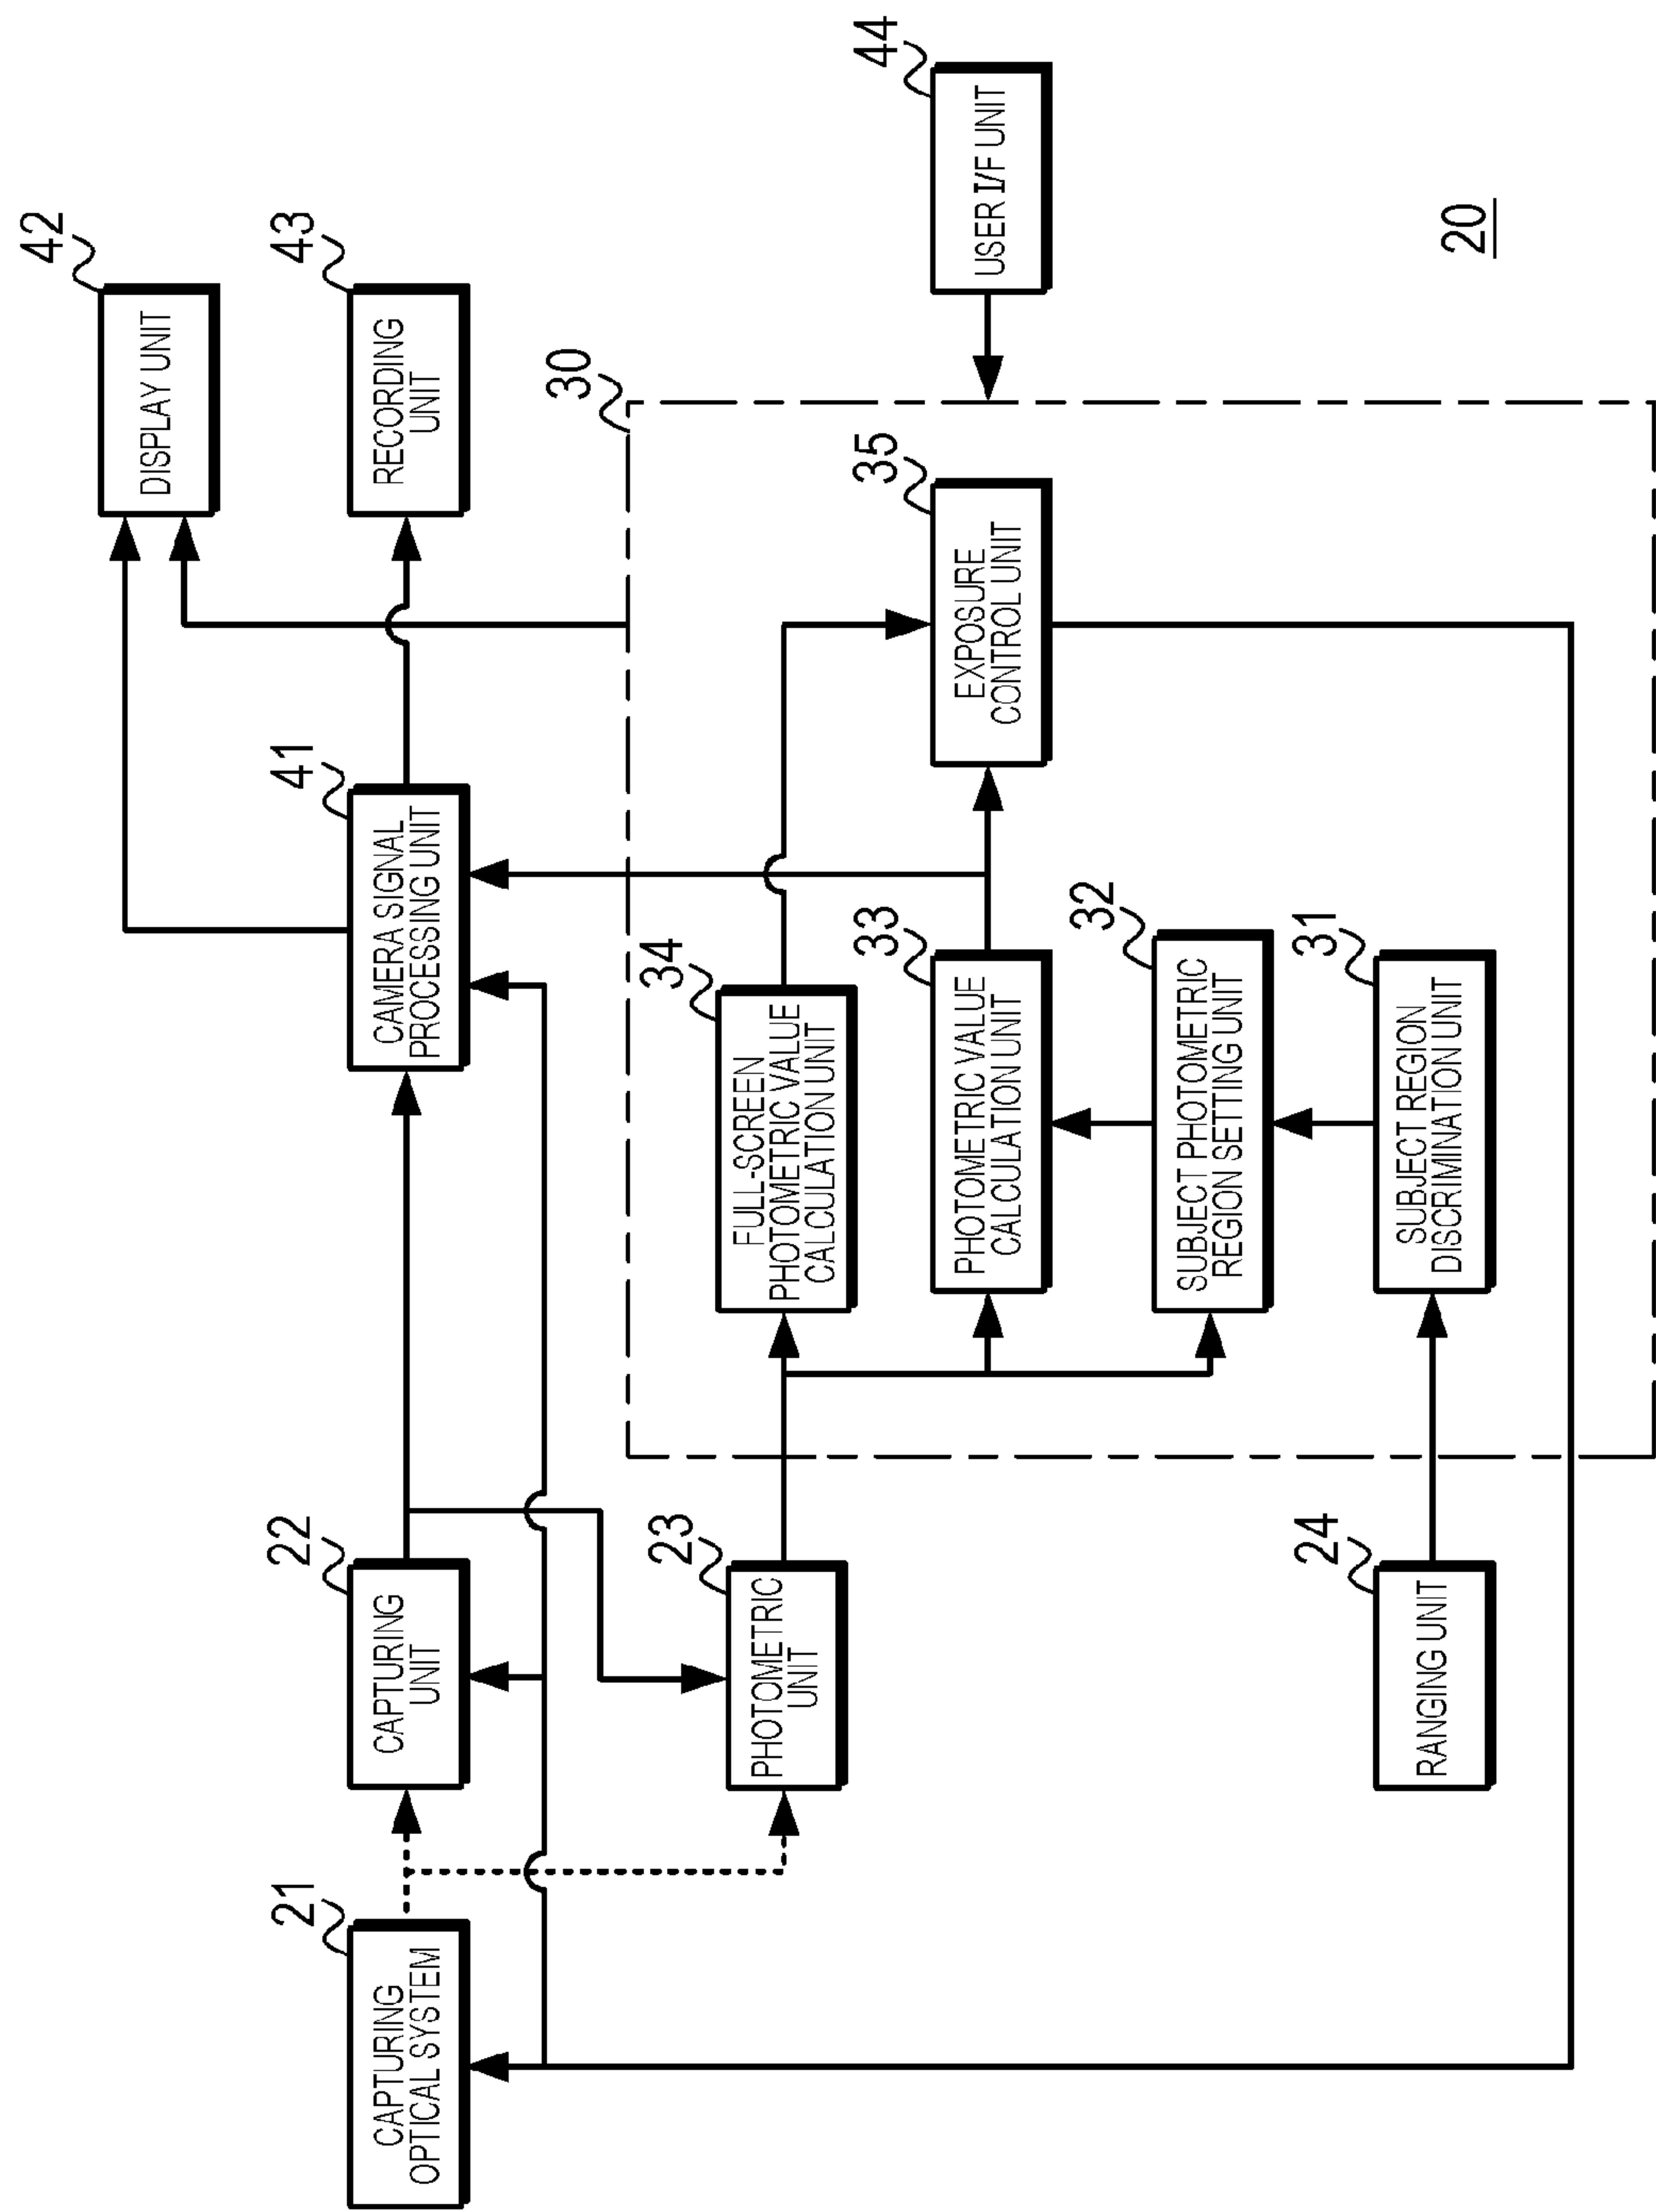 42
DISPLAY UNIT
43
RECORDING
UNIT
41
CAMERA SIGNAL
PROCESSING UNIT
22
CAPTURING
UNIT
21
CAPTURING
OPTICAL SYSTEM
30
23
PHOTOMETRIC
UNIT
34
FULL-SCREEN
PHOTOMETRIC VALUE
CALCULATION UNIT
33
PHOTOMETRIC VALUE
CALCULATION UNIT
35
EXPOSURE
CONTROL UNIT
44
USER I/F UNIT
32
SUBJECT PHOTOMETRIC
REGION SETTING UNIT
24
RANGING UNIT
31
SUBJECT REGION
DISCRIMINATION UNIT
20